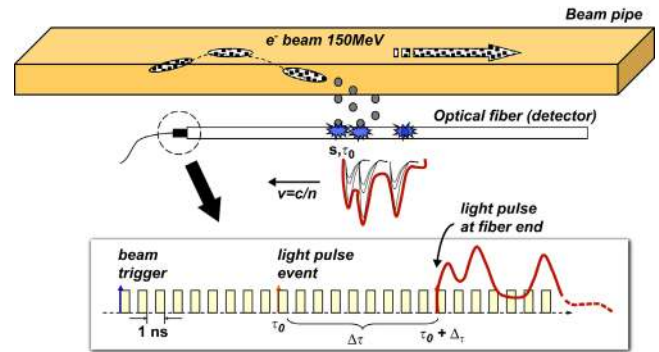 Beam pipe
e- beam 150MeV
Optical fiber (detector)
s,τ0
v=c/n
light pulse
at fiber end
beam
trigger
light pulse
event
1 ns
τ0
Δτ
τ0 + Δτ